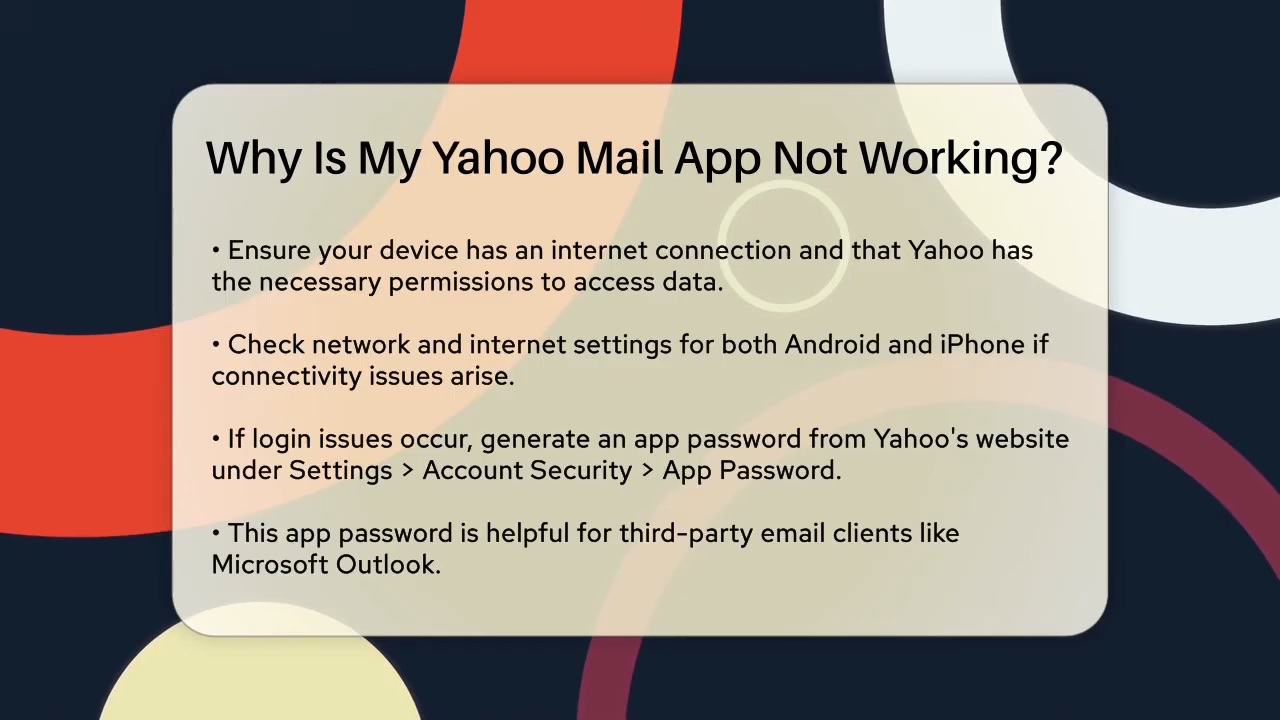 Why Is My Yahoo Mail App Not Working?
• Ensure your device has an internet connection and that Yahoo has
the necessary permissions to access data.
• Check network and internet settings for both Android and iPhone if
connectivity issues arise.
• If login issues occur, generate an app password from Yahoo's website
under Settings > Account Security > App Password.
• This app password is helpful for third-party email clients like
Microsoft Outlook.